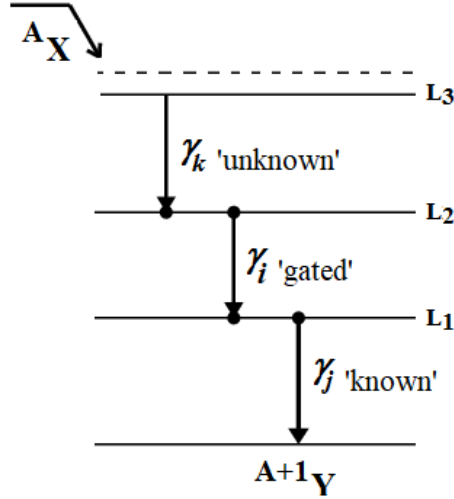 ᴬX
L₃
γₖ 'unknown'
L₂
γᵢ 'gated'
L₁
γⱼ 'known'
ᴬ⁺¹Y